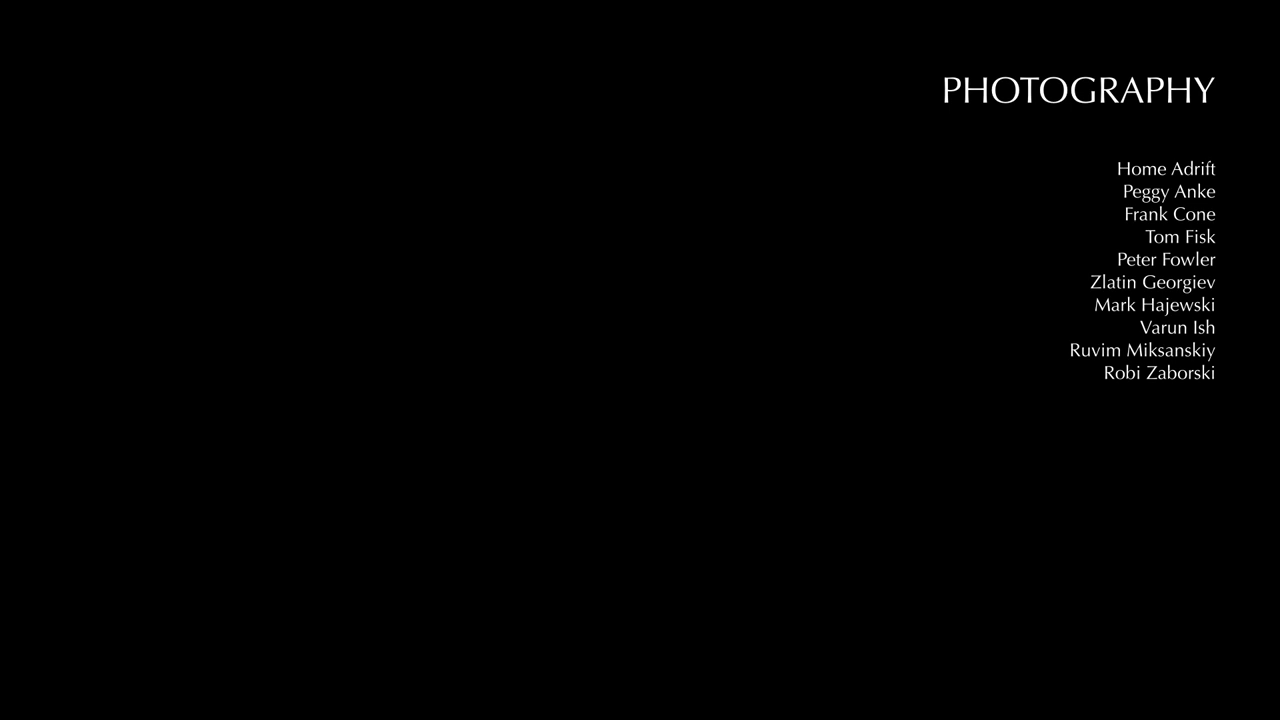 PHOTOGRAPHY
Home Adrift
Peggy Anke
Frank Cone
Tom Fisk
Peter Fowler
Zlatin Georgiev
Mark Hajewski
Varun Ish
Ruvim Miksanskiy
Robi Zaborski